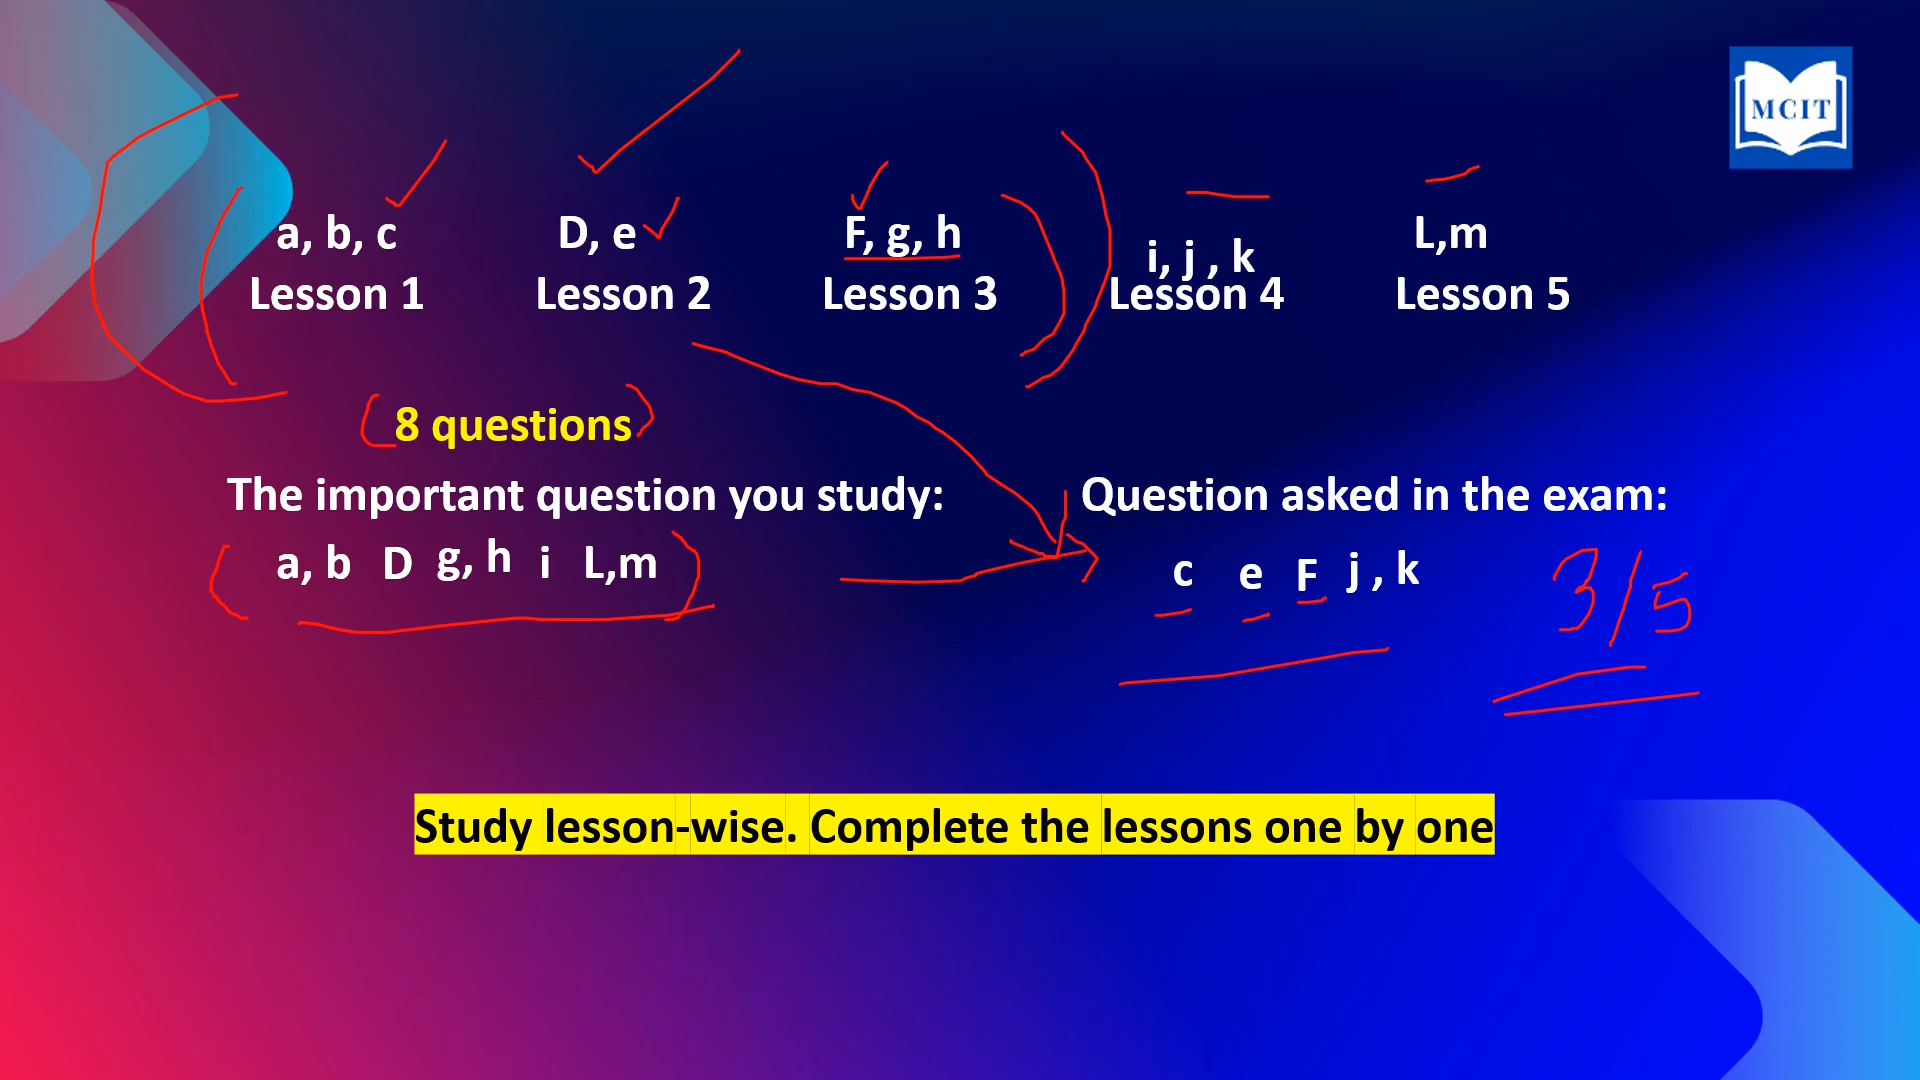 MCIT
a, b, c D, e F, g, h i, j , k L,m
Lesson 1 Lesson 2 Lesson 3 Lesson 4 Lesson 5
8 questions
The important question you study: Question asked in the exam:
a, b D g, h i L,m c e F j , k 3/5
Study lesson-wise. Complete the lessons one by one